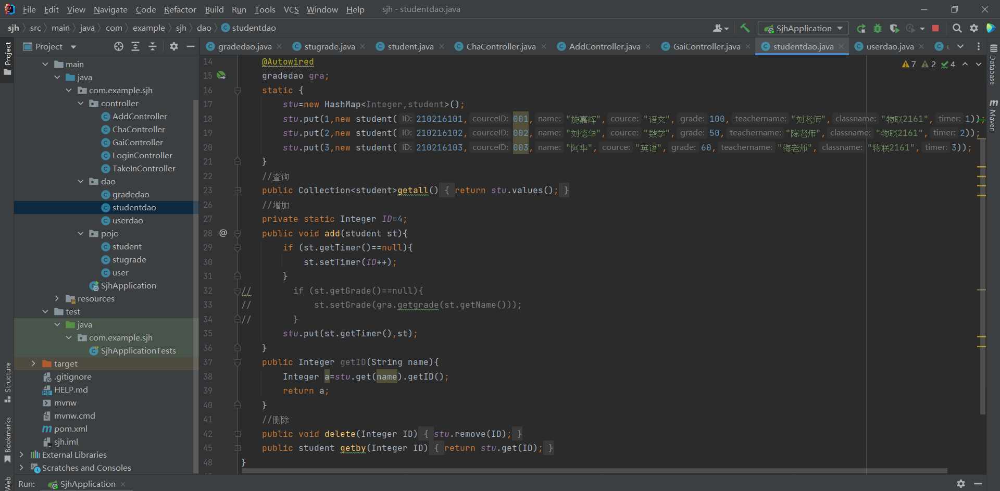 File Edit View Navigate Code Refactor Build Run Tools VCS Window Help sjh - studentdao.java
sjh src main java com example sjh dao studentdao SjhApplication
Project
gradedao.java stugrade.java student.java ChaController.java AddController.java GaiController.java studentdao.java userdao.java
Project
main
java
com.example.sjh
controller
AddController
ChaController
GaiController
LoginController
TakeInController
dao
gradedao
studentdao
userdao
pojo
student
stugrade
user
SjhApplication
resources
test
java
com.example.sjh
SjhApplicationTests
target
.gitignore
HELP.md
mvnw
mvnw.cmd
pom.xml
sjh.iml
External Libraries
Scratches and Consoles
Structure
Bookmarks
Web
7 2 4
14 @Autowired
15 gradedao gra;
16 static {
17 stu=new HashMap<Integer,student>();
18 stu.put(1,new student( ID: 210216101, courceID: 001, name: "施嘉辉", cource: "语文", grade: 100, teachername: "刘老师", classname: "物联2161", timer: 1));
19 stu.put(2,new student( ID: 210216102, courceID: 002, name: "刘德华", cource: "数学", grade: 50, teachername: "陈老师", classname: "物联2161", timer: 2));
20 stu.put(3,new student( ID: 210216103, courceID: 003, name: "阿华", cource: "英语", grade: 60, teachername: "梅老师", classname: "物联2161", timer: 3));
21 }
22 //查询
23 public Collection<student>getall() { return stu.values(); }
26 //增加
27 private static Integer ID=4;
28 @ public void add(student st){
29 if (st.getTimer()==null){
30 st.setTimer(ID++);
31 }
32 // if (st.getGrade()==null){
33 // st.setGrade(gra.getgrade(st.getName()));
34 // }
35 stu.put(st.getTimer(),st);
36 }
37 public Integer getID(String name){
38 Integer a=stu.get(name).getID();
39 return a;
40 }
41 //删除
42 public void delete(Integer ID) { stu.remove(ID); }
45 public student getby(Integer ID) { return stu.get(ID); }
48 }
Database
m Maven
Run: SjhApplication